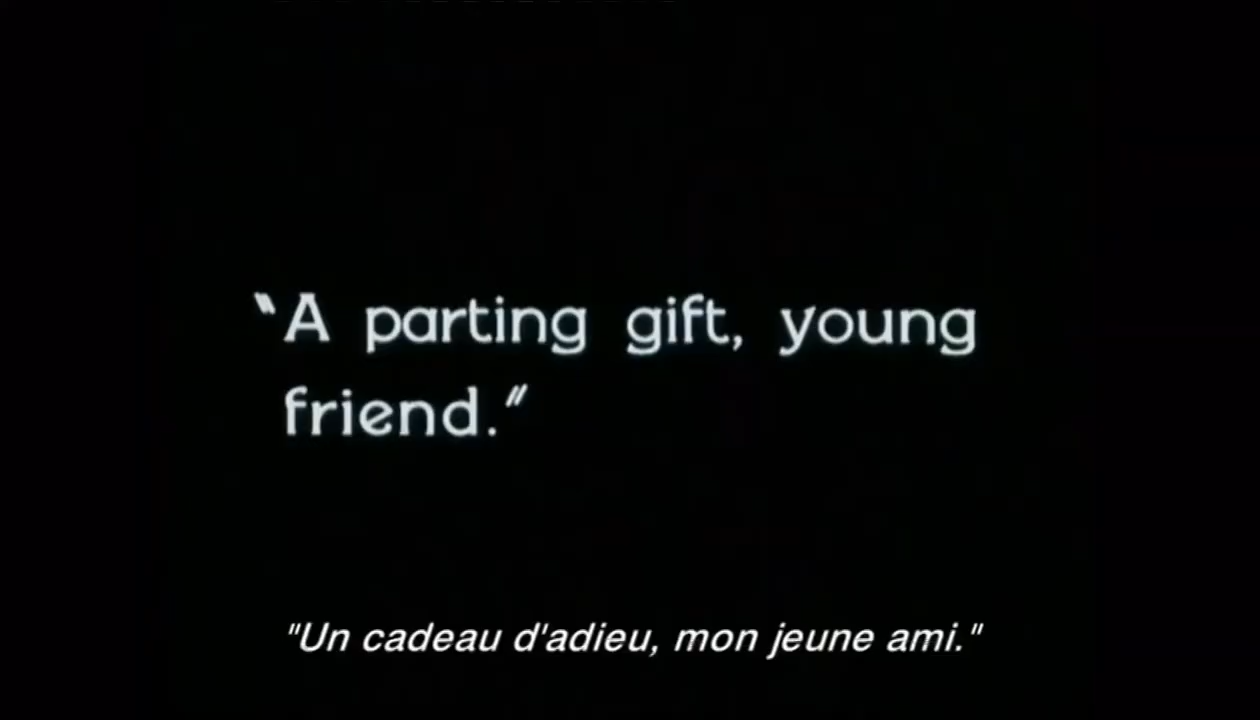 "A parting gift, young
friend."
"Un cadeau d'adieu, mon jeune ami."